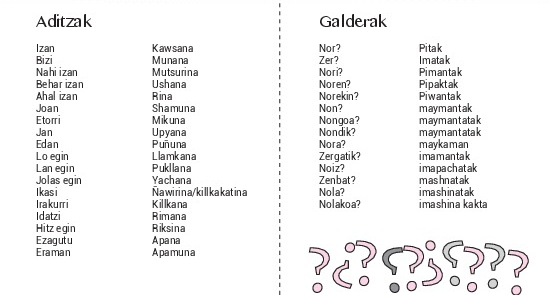 Aditzak
Izan Kawsana
Bizi Munana
Nahi izan Mutsurina
Behar izan Ushana
Ahal izan Rina
Joan Shamuna
Etorri Mikuna
Jan Upyana
Edan Puñuna
Lo egin Llamkana
Lan egin Pukllana
Jolas egin Yachana
Ikasi Ñawirina/killkakatina
Irakurri Killkana
Idatzi Rimana
Hitz egin Riksina
Ezagutu Apana
Eraman Apamuna
Galderak
Nor? Pitak
Zer? Imatak
Nori? Pimantak
Noren? Pipaktak
Norekin? Piwantak
Non? maymantak
Nongoa? maymantatak
Nondik? maymantatak
Nora? maykaman
Zergatik? imamantak
Noiz? imapachatak
Zenbat? mashnatak
Nola? imashinatak
Nolakoa? imashina kakta